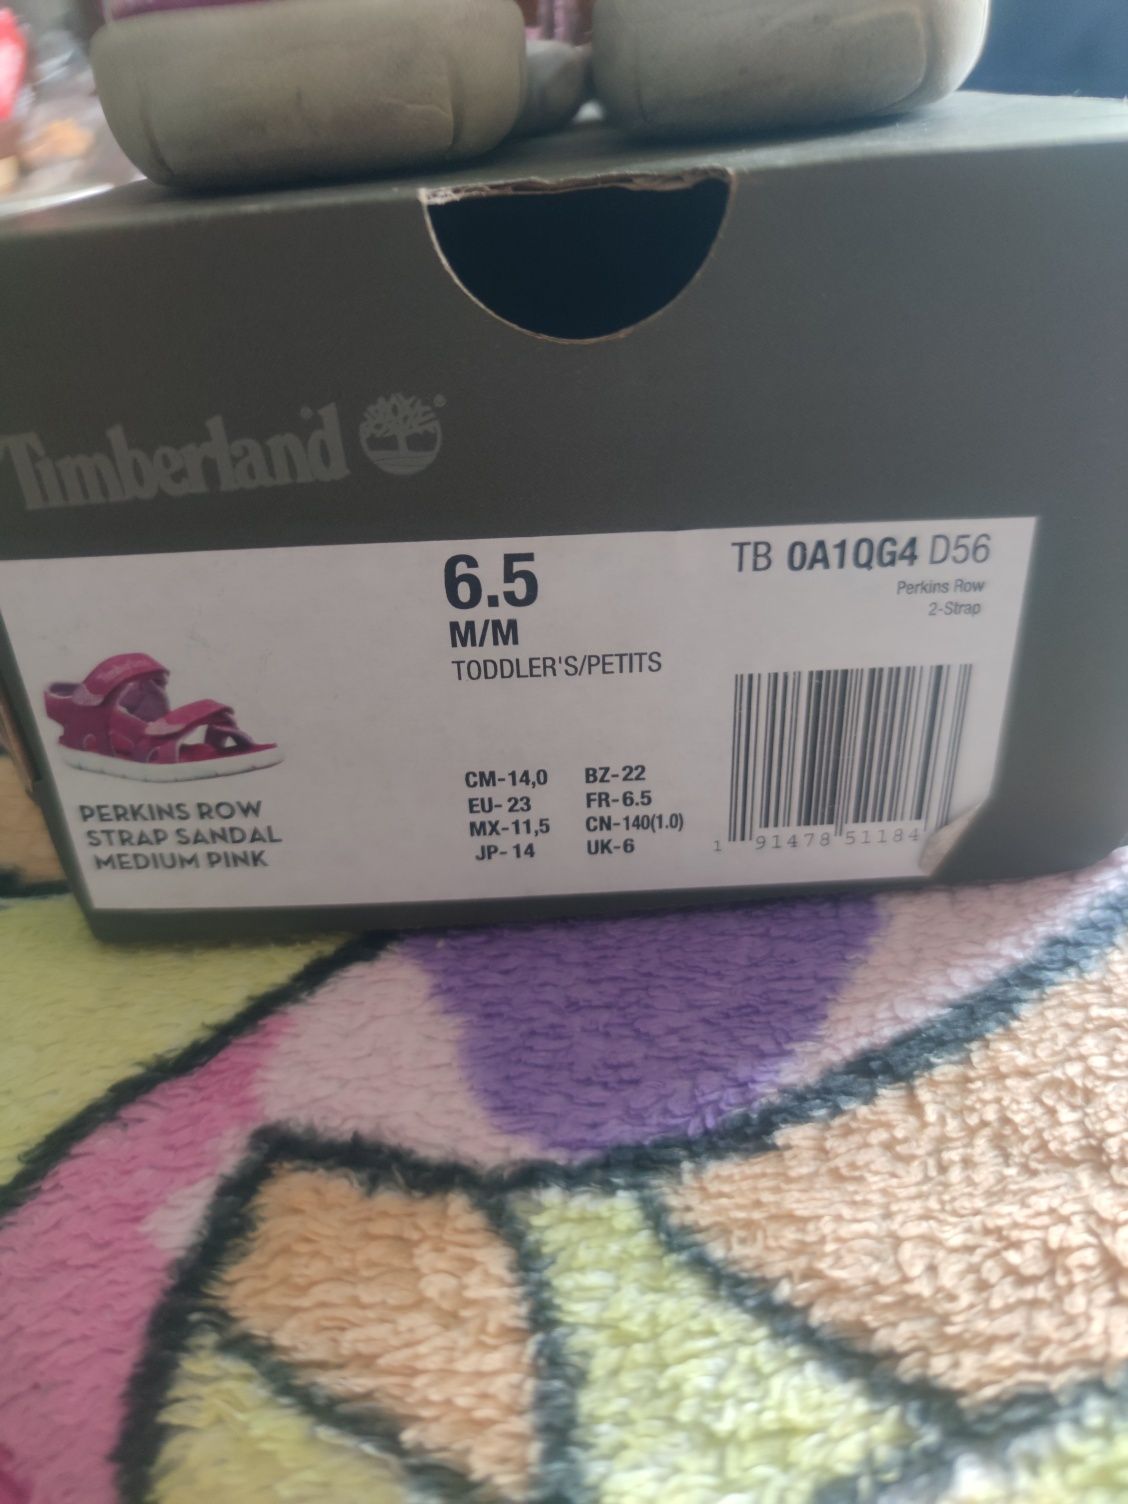 Timberland
6.5
M/M
TODDLER'S/PETITS
TB 0A1QG4 D56
Perkins Row
2-Strap
PERKINS ROW
STRAP SANDAL
MEDIUM PINK
CM-14,0 BZ-22
EU-23 FR-6.5
MX-11,5 CN-140(1.0)
JP-14 UK-6
1 91478 51184